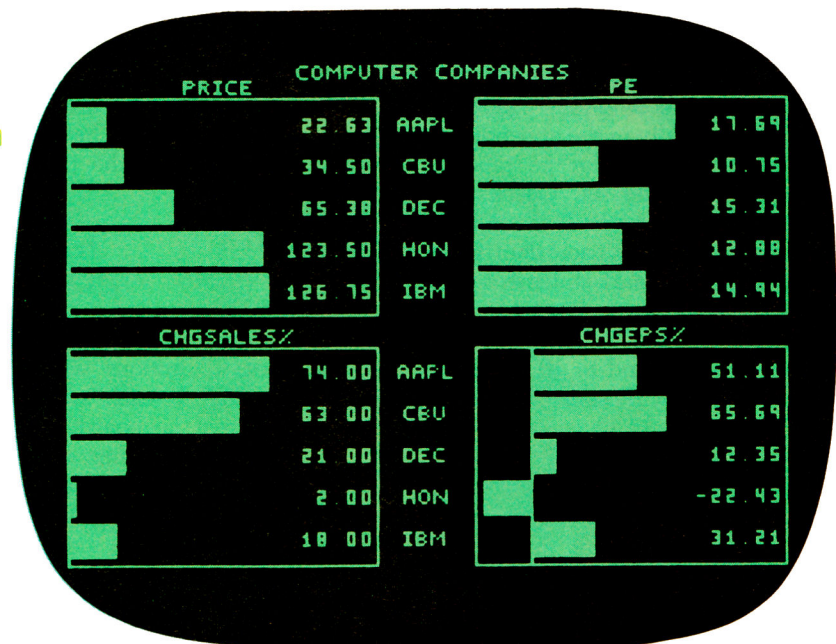 COMPUTER COMPANIES
PRICE PE
22.63 AAPL 17.69
34.50 CBU 10.75
65.38 DEC 15.31
123.50 HON 12.88
126.75 IBM 14.94
CHGSALES% CHGEPS%
74.00 AAPL 51.11
63.00 CBU 65.69
21.00 DEC 12.35
2.00 HON -22.43
18.00 IBM 31.21